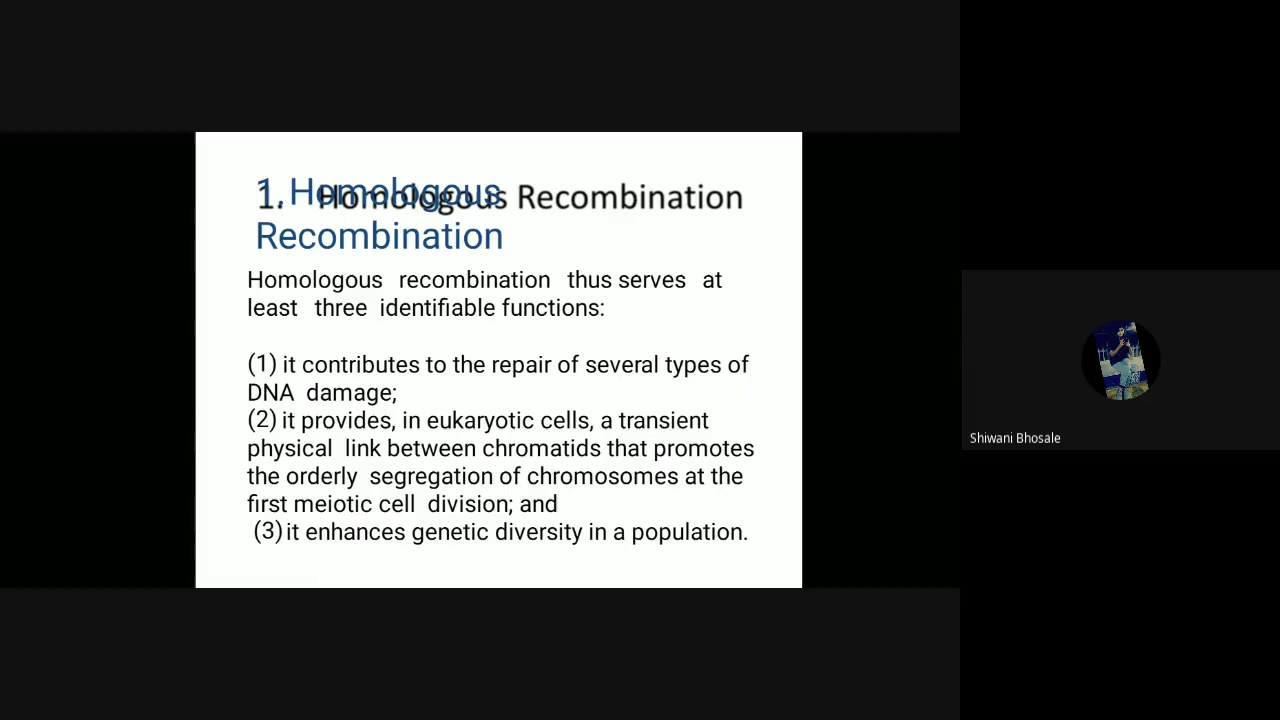 1. Homologous Recombination
1. Homologous
Recombination
Homologous recombination thus serves at
least three identifiable functions:
(1) it contributes to the repair of several types of
DNA damage;
(2) it provides, in eukaryotic cells, a transient
physical link between chromatids that promotes
the orderly segregation of chromosomes at the
first meiotic cell division; and
(3) it enhances genetic diversity in a population.
Shiwani Bhosale